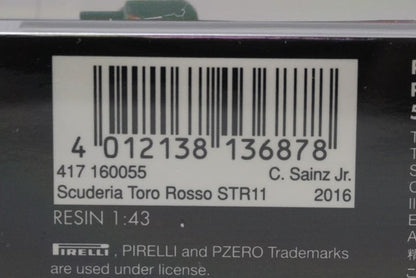 4 012138 136878
417 160055 C. Sainz Jr.
Scuderia Toro Rosso STR11 2016
RESIN 1:43
PIRELLI, PIRELLI and PZERO Trademarks
are used under license.